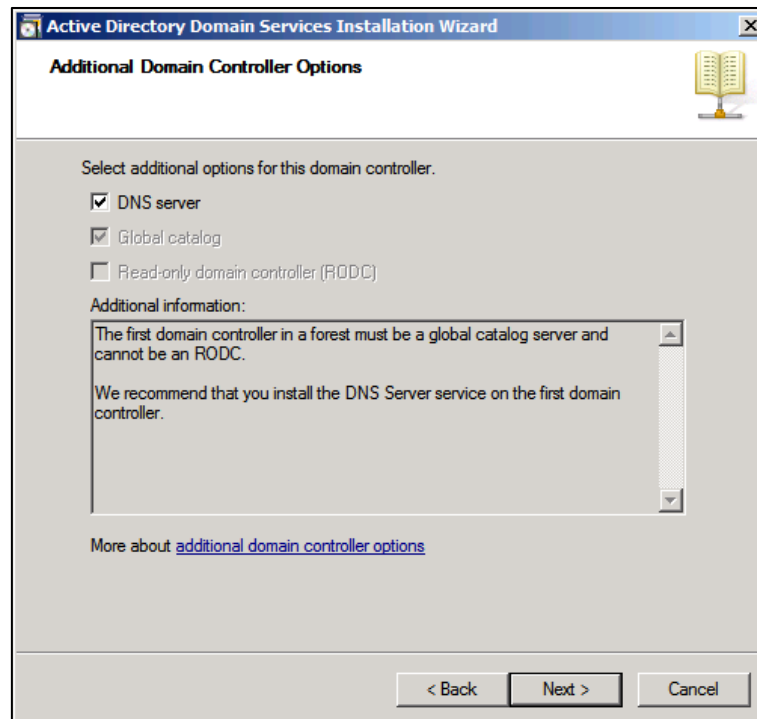 Active Directory Domain Services Installation Wizard
Additional Domain Controller Options
Select additional options for this domain controller.
DNS server
Global catalog
Read-only domain controller (RODC)
Additional information:
The first domain controller in a forest must be a global catalog server and
cannot be an RODC.
We recommend that you install the DNS Server service on the first domain
controller.
More about additional domain controller options
< Back
Next >
Cancel